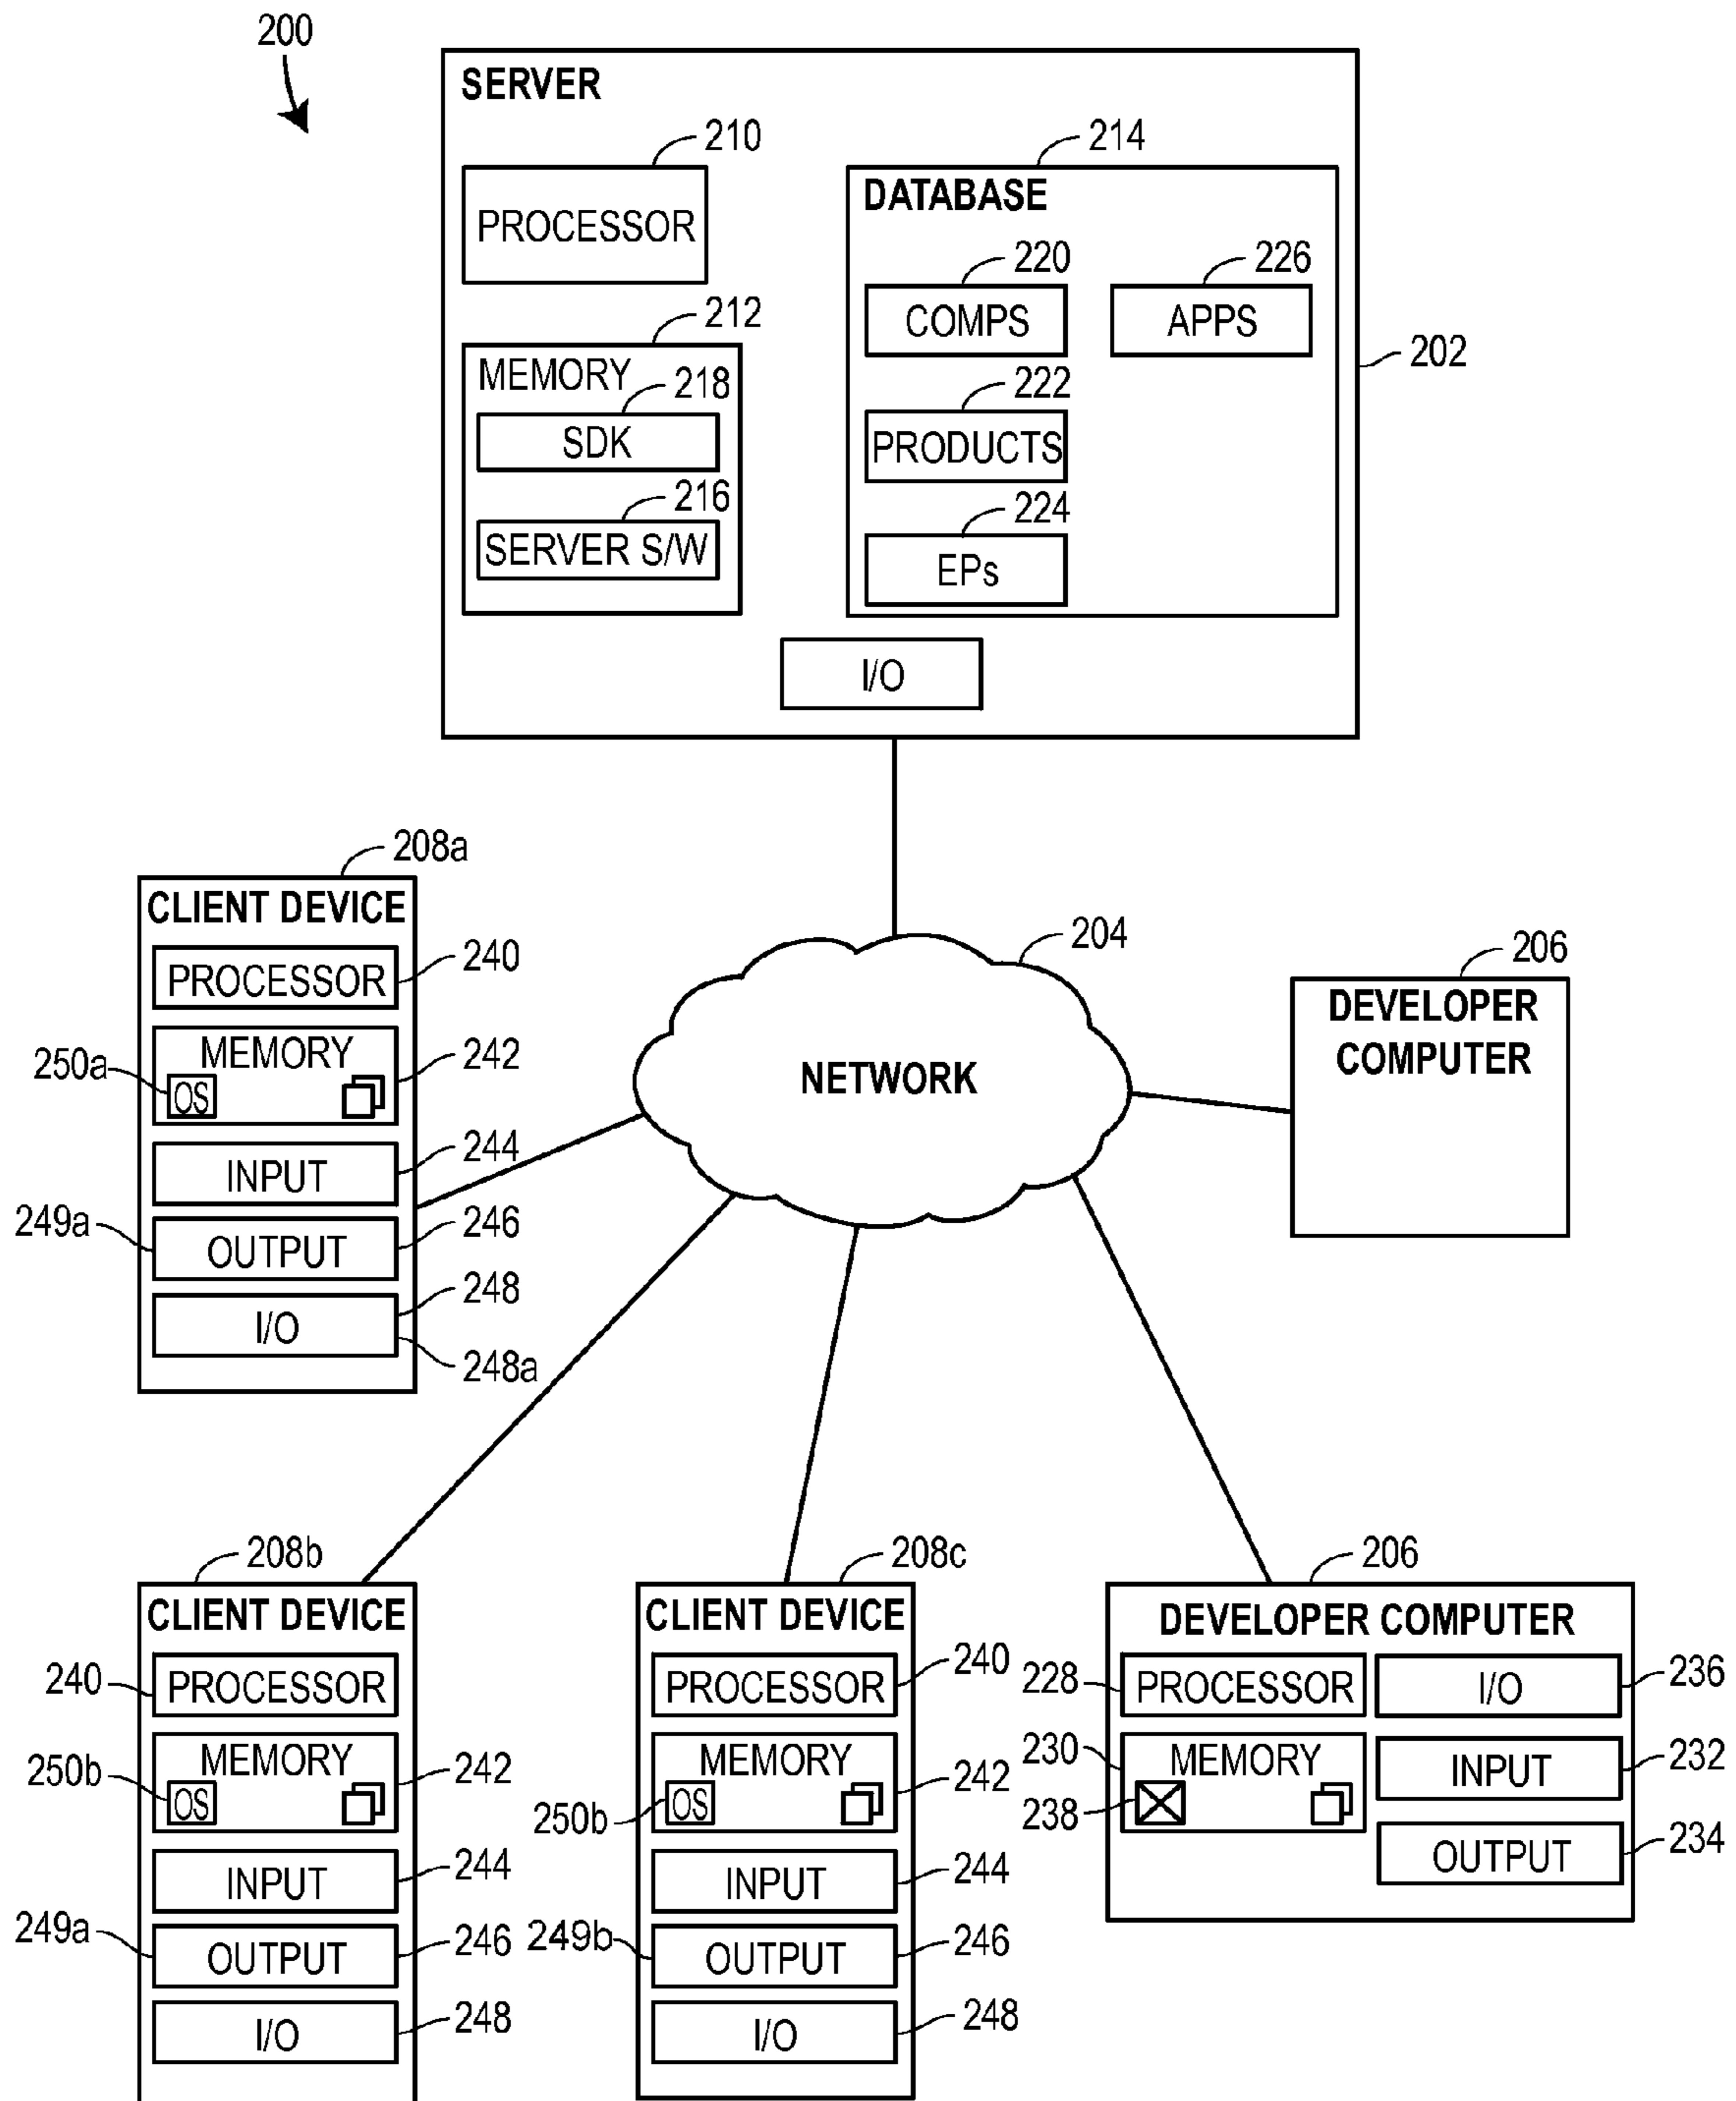 200
SERVER
210
PROCESSOR
214
DATABASE
220
COMPS
226
APPS
202
212
MEMORY
218
SDK
222
PRODUCTS
216
SERVER S/W
224
EPs
I/O
208a
CLIENT DEVICE
PROCESSOR
240
MEMORY
250a
OS
242
INPUT
244
249a
OUTPUT
246
I/O
248
248a
204
NETWORK
206
DEVELOPER
COMPUTER
208b
CLIENT DEVICE
240
PROCESSOR
MEMORY
250b
OS
242
INPUT
244
249a
OUTPUT
246
I/O
248
208c
CLIENT DEVICE
PROCESSOR
240
MEMORY
250b
OS
242
INPUT
244
249b
OUTPUT
246
I/O
248
206
DEVELOPER COMPUTER
228
PROCESSOR
I/O
236
230
MEMORY
238
INPUT
232
OUTPUT
234